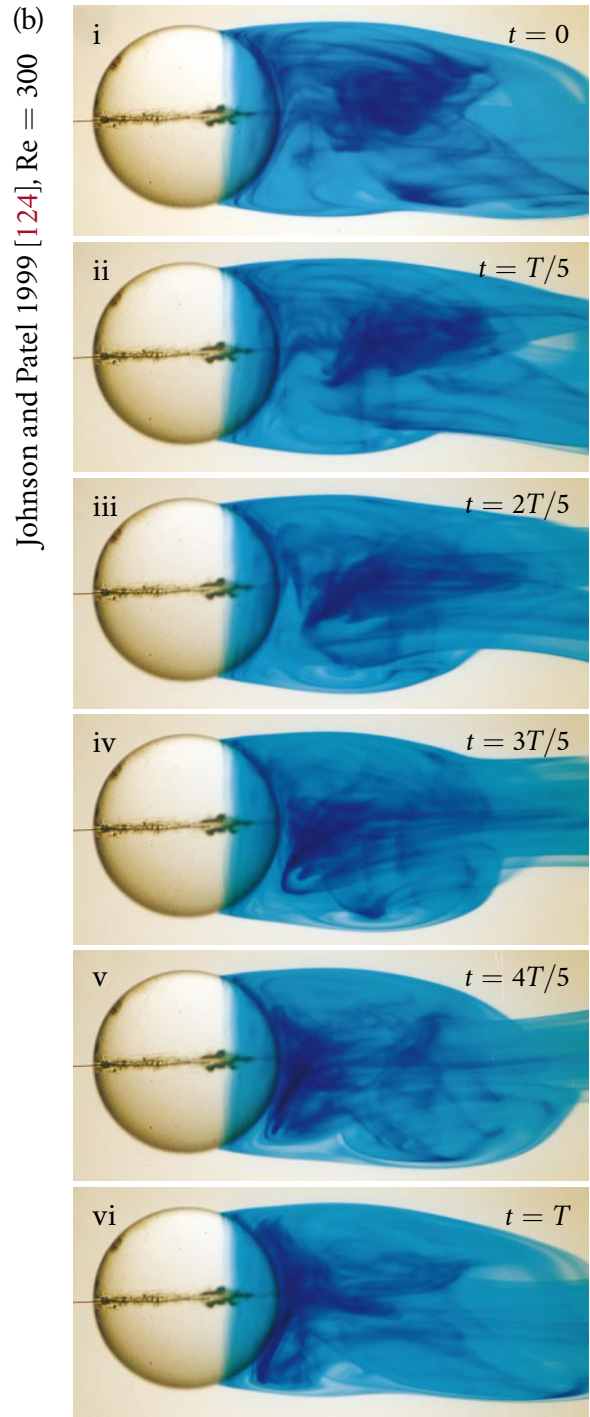 (b)
Johnson and Patel 1999 [124], Re = 300
i
t = 0
ii
t = T/5
iii
t = 2T/5
iv
t = 3T/5
v
t = 4T/5
vi
t = T